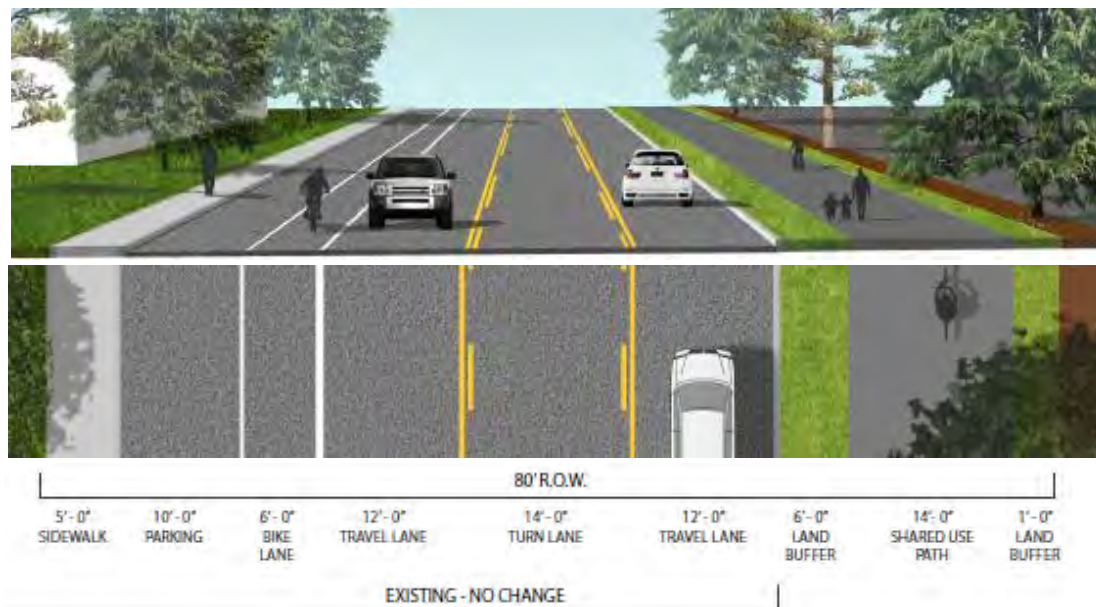 80' R.O.W.
5'-0" 10'-0" 6'-0" 12'-0" 14'-0" 12'-0" 6'-0" 14'-0" 1'-0"
SIDEWALK PARKING BIKE TRAVEL LANE TURN LANE TRAVEL LANE LAND SHARED USE LAND
LANE BUFFER PATH BUFFER
EXISTING - NO CHANGE